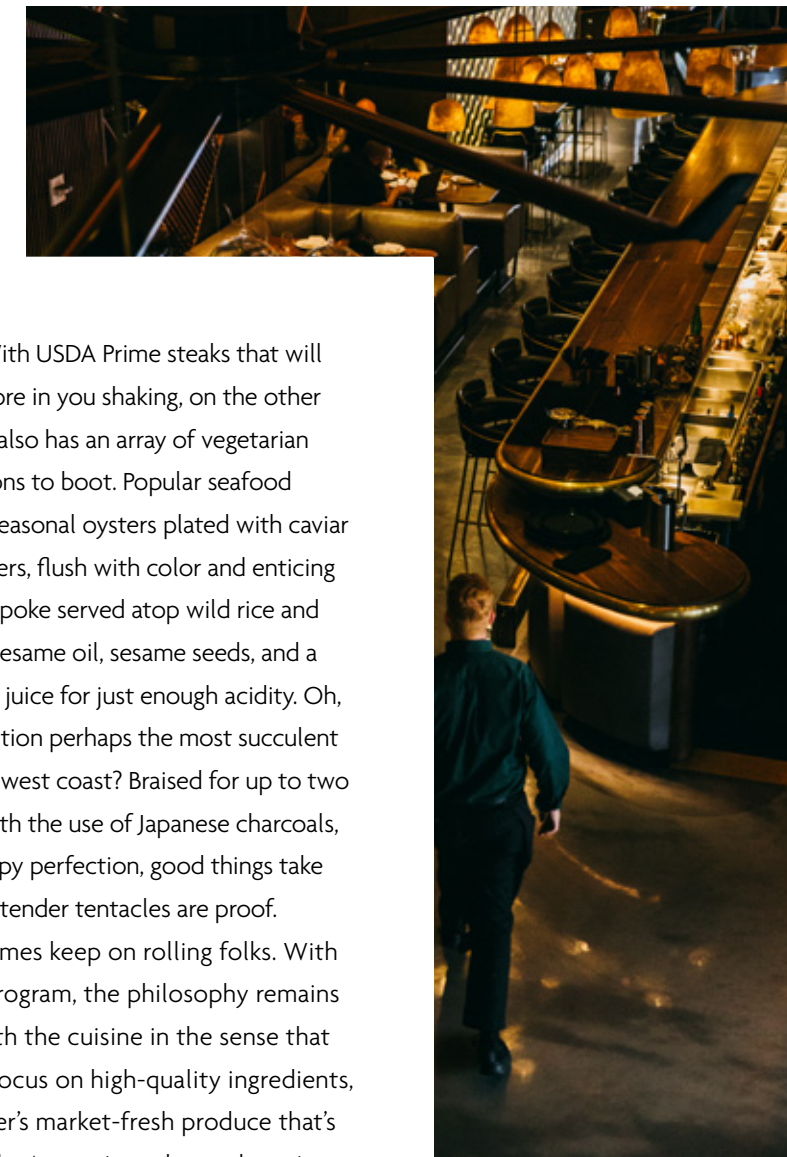 ith USDA Prime steaks that will
ore in you shaking, on the other
also has an array of vegetarian
ons to boot. Popular seafood
easonal oysters plated with caviar
ers, flush with color and enticing
poke served atop wild rice and
esame oil, sesame seeds, and a
juice for just enough acidity. Oh,
tion perhaps the most succulent
west coast? Braised for up to two
th the use of Japanese charcoals,
py perfection, good things take
tender tentacles are proof.
mes keep on rolling folks. With
rogram, the philosophy remains
th the cuisine in the sense that
ocus on high-quality ingredients,
er’s market-fresh produce that’s